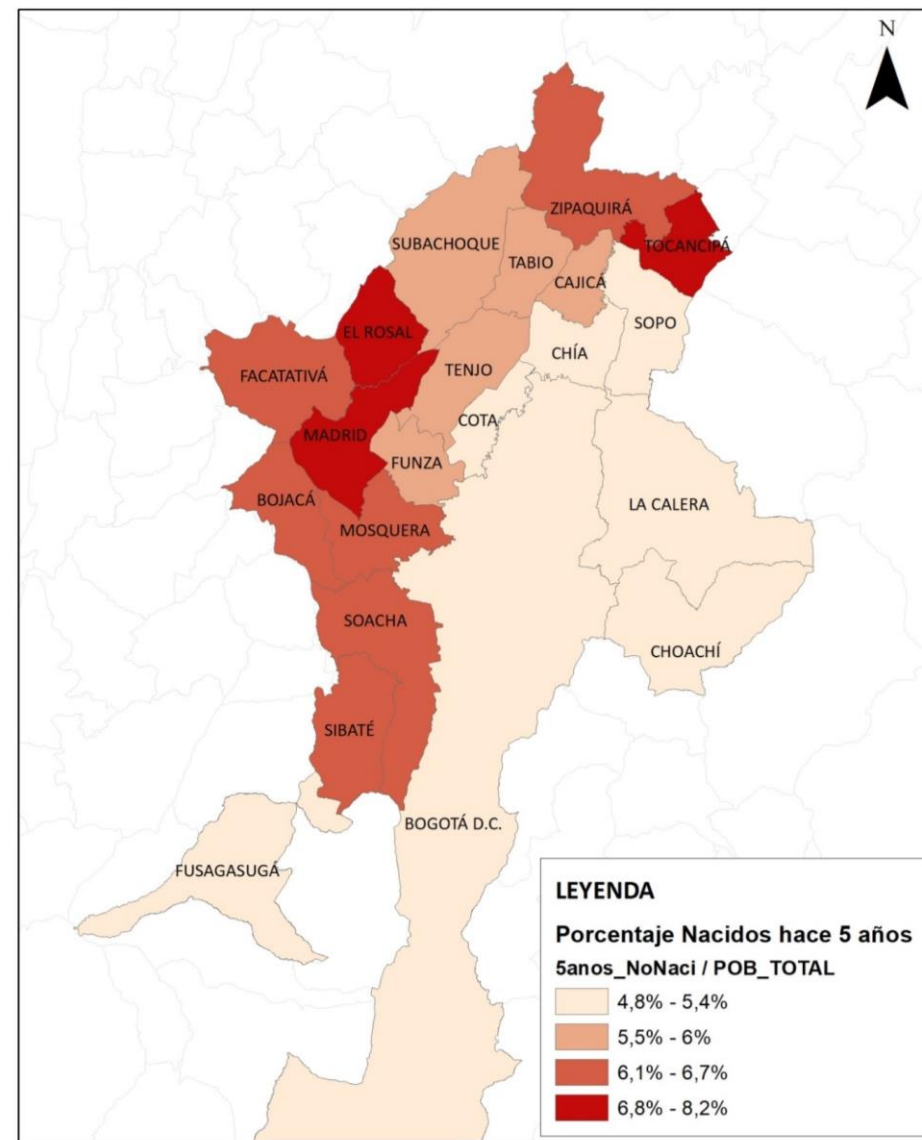 N
ZIPAQUIRÁ
SUBACHOQUE
TOCANCIPÁ
TABIO
CAJICÁ
SOPO
EL ROSAL
CHÍA
TENJO
FACATATIVÁ
COTA
MADRID
FUNZA
BOJACÁ
LA CALERA
MOSQUERA
SOACHA
CHOACHÍ
SIBATÉ
BOGOTÁ D.C.
FUSAGASUGÁ
LEYENDA
Porcentaje Nacidos hace 5 años
5anos_NoNaci / POB_TOTAL
4,8% - 5,4%
5,5% - 6%
6,1% - 6,7%
6,8% - 8,2%